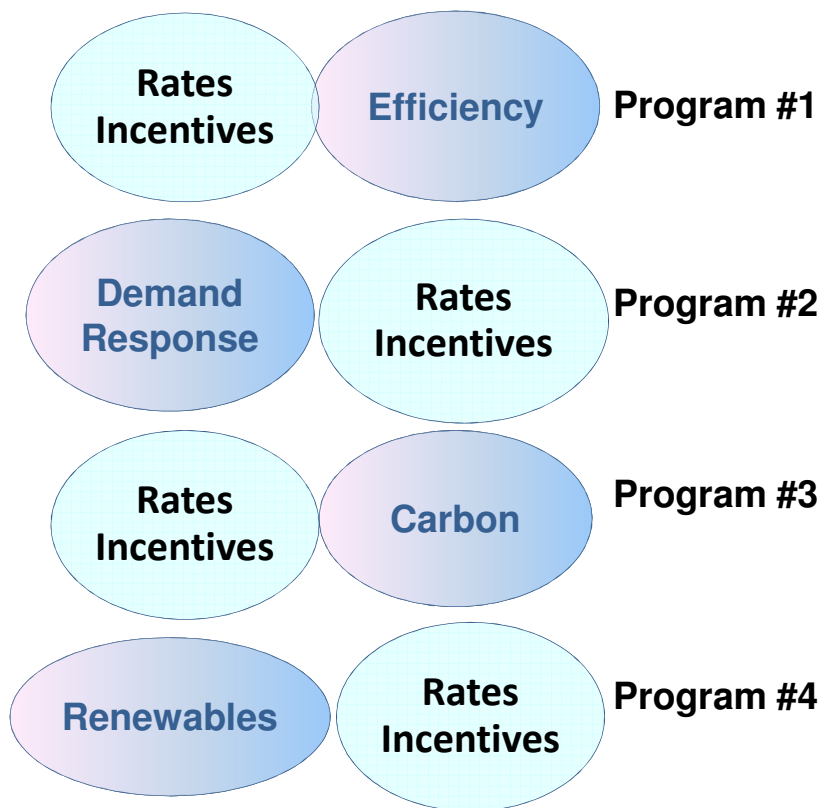 Rates
Incentives
Efficiency
Program #1
Demand
Response
Rates
Incentives
Program #2
Rates
Incentives
Carbon
Program #3
Renewables
Rates
Incentives
Program #4